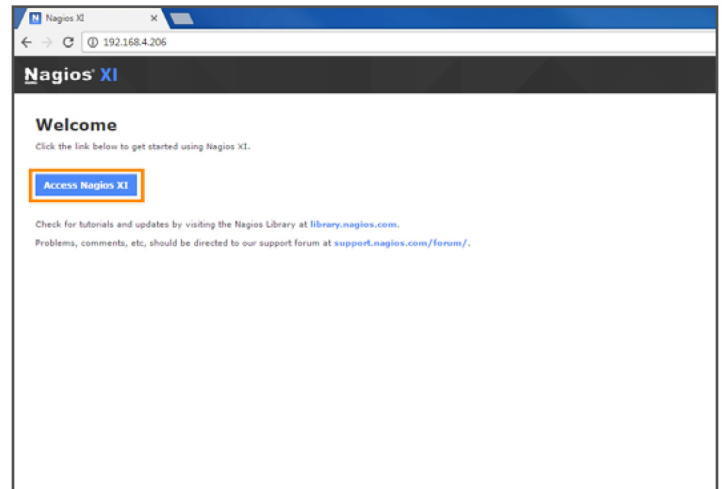 Nagios XI
192.168.4.206
Nagios® XI
Welcome
Click the link below to get started using Nagios XI.
Access Nagios XI
Check for tutorials and updates by visiting the Nagios Library at library.nagios.com.
Problems, comments, etc, should be directed to our support forum at support.nagios.com/forum/.